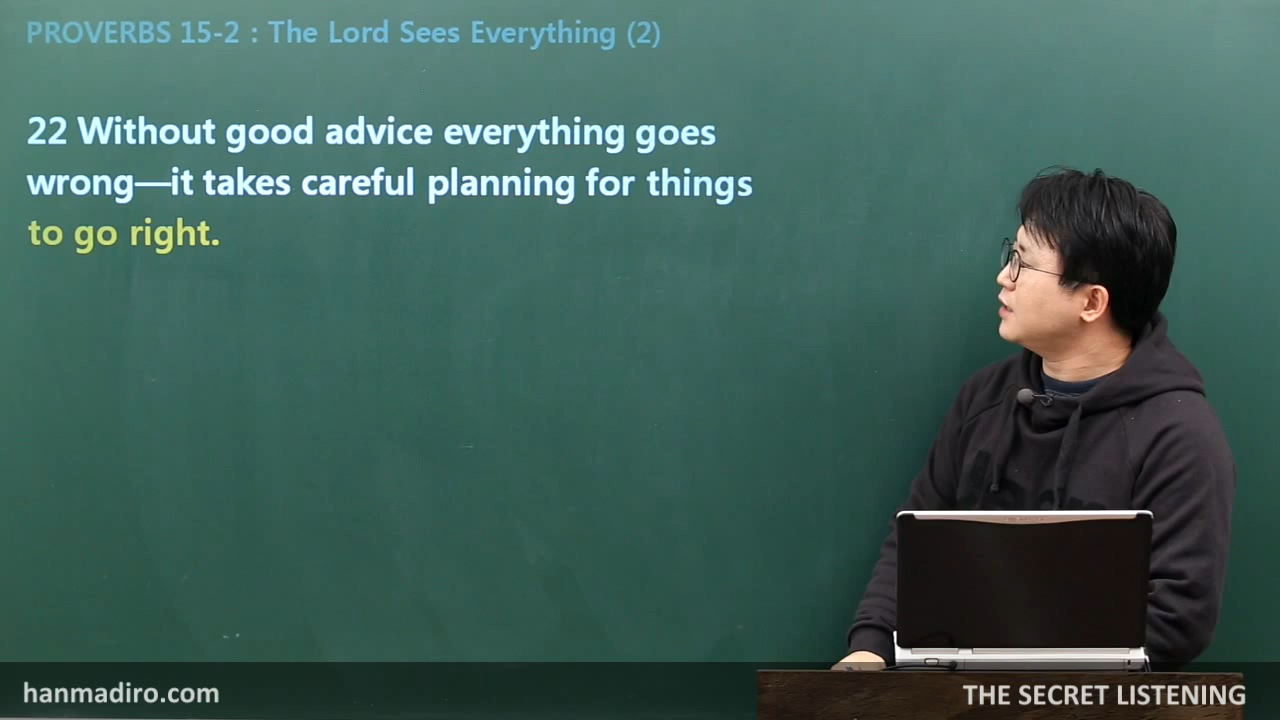 PROVERBS 15-2 : The Lord Sees Everything (2)
22 Without good advice everything goes
wrong—it takes careful planning for things
to go right.
hanmadiro.com
THE SECRET LISTENING